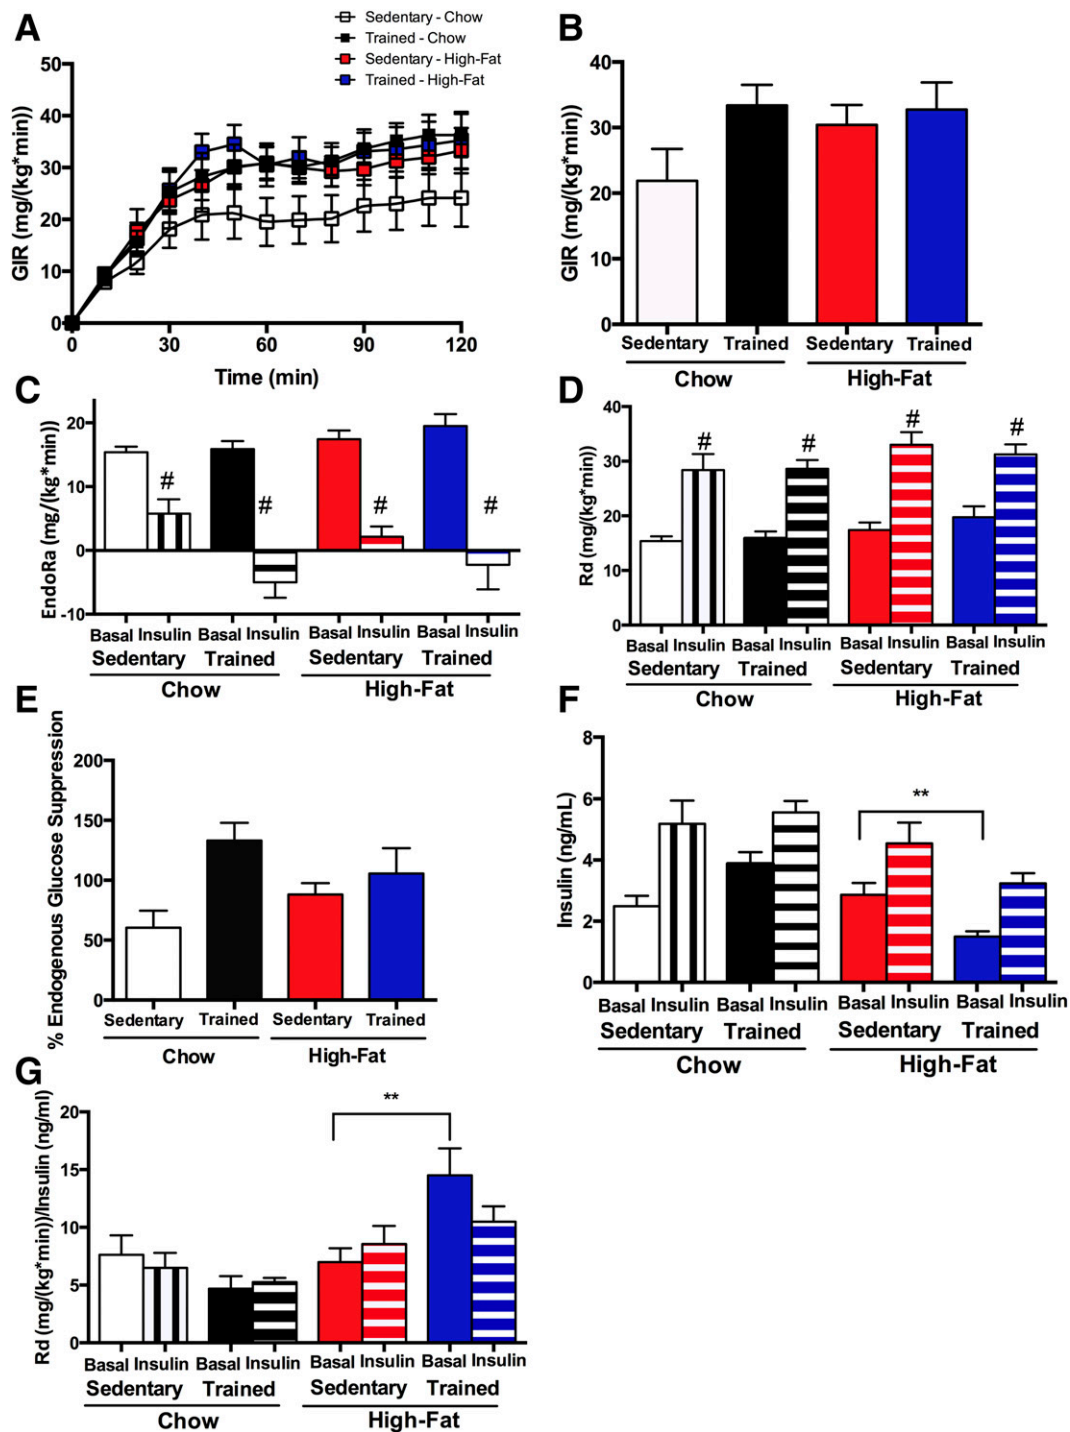 A
Sedentary - Chow
Trained - Chow
Sedentary - High-Fat
Trained - High-Fat
GIR (mg/(kg*min))
50
40
30
20
10
0
0 30 60 90 120
Time (min)
B
GIR (mg/(kg*min))
40
30
20
10
0
Sedentary Trained Sedentary Trained
Chow High-Fat
C
EndoRa (mg/(kg*min))
20
10
0
-10
# # # #
Basal Insulin Basal Insulin Basal Insulin Basal Insulin
Sedentary Trained Sedentary Trained
Chow High-Fat
D
Rd (mg/(kg*min))
40
30
20
10
0
# # # #
Basal Insulin Basal Insulin Basal Insulin Basal Insulin
Sedentary Trained Sedentary Trained
Chow High-Fat
E
% Endogenous Glucose Suppression
200
150
100
50
0
Sedentary Trained Sedentary Trained
Chow High-Fat
F
Insulin (ng/mL)
8
6
4
2
0
**
Basal Insulin Basal Insulin Basal Insulin Basal Insulin
Sedentary Trained Sedentary Trained
Chow High-Fat
G
Rd (mg/(kg*min))/Insulin (ng/ml)
20
15
10
5
0
**
Basal Insulin Basal Insulin Basal Insulin Basal Insulin
Sedentary Trained Sedentary Trained
Chow High-Fat